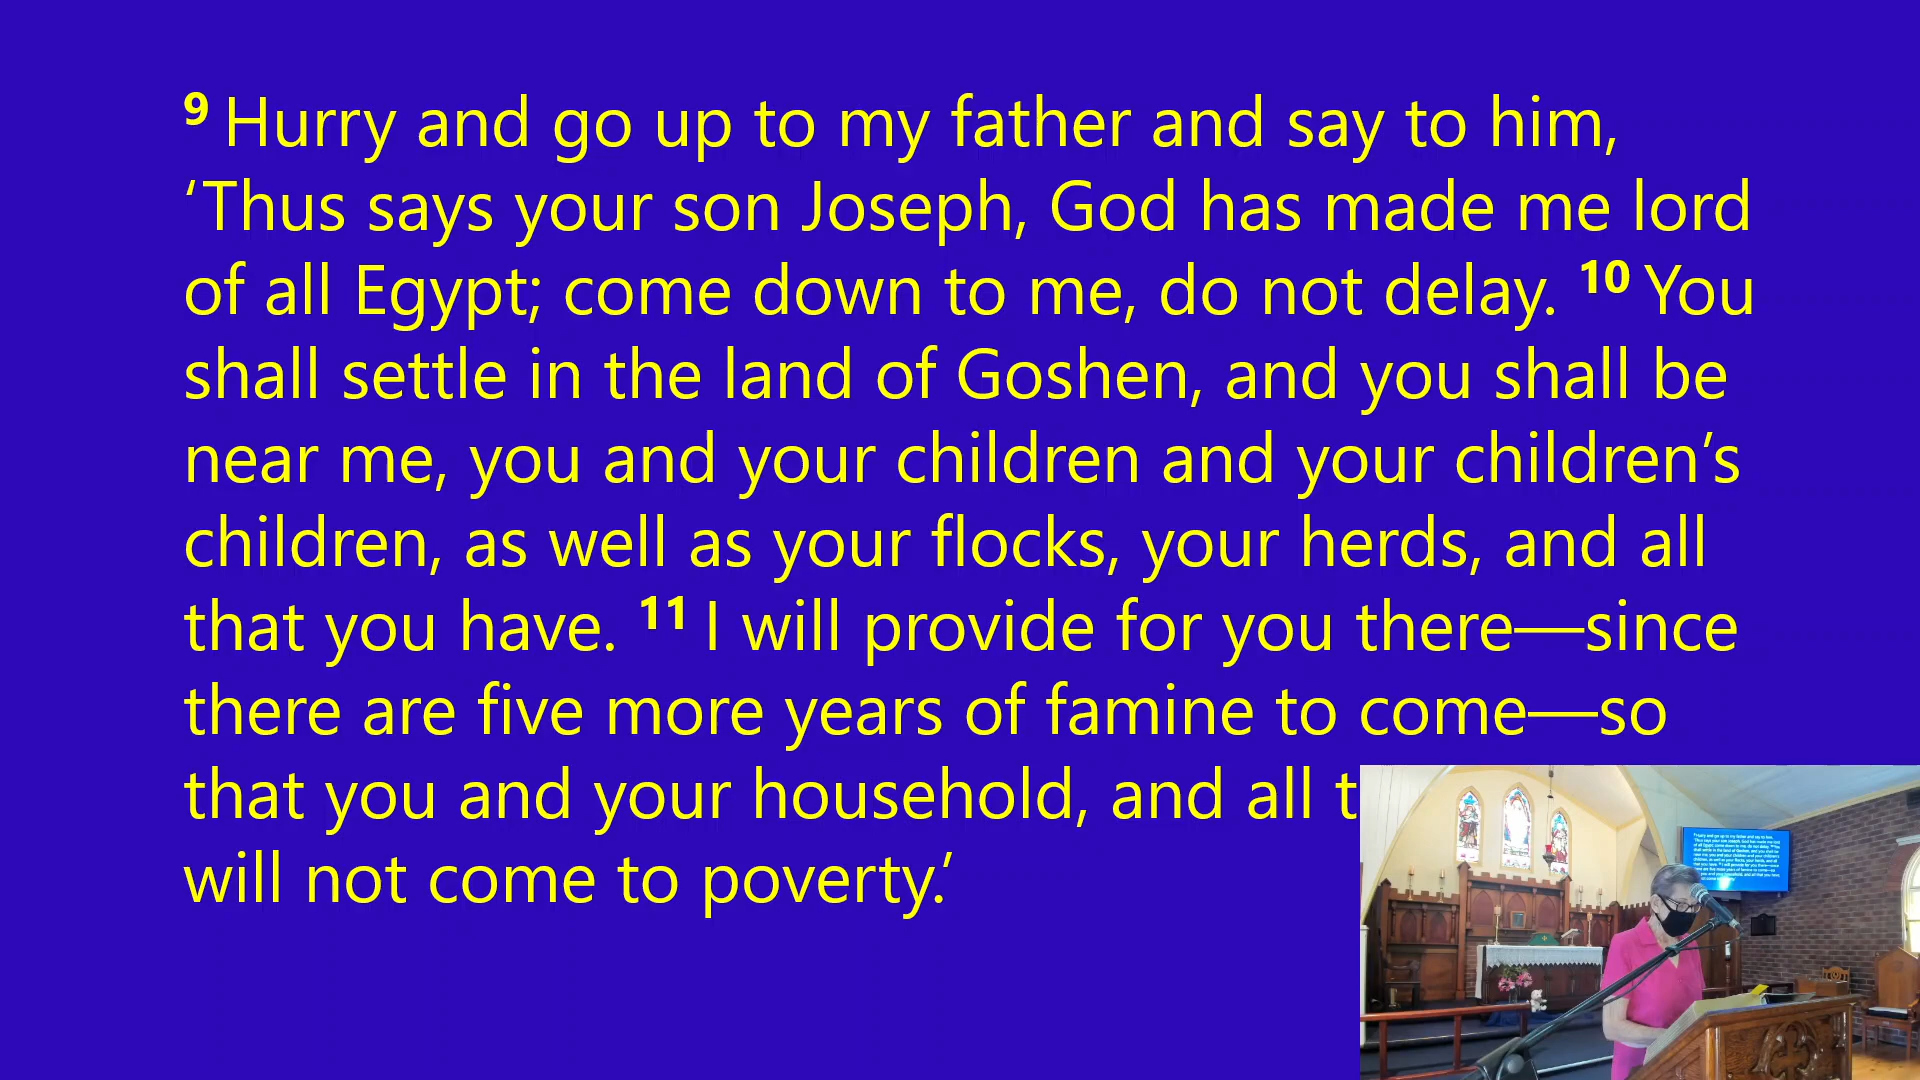 9 Hurry and go up to my father and say to him,
‘Thus says your son Joseph, God has made me lord
of all Egypt; come down to me, do not delay. 10 You
shall settle in the land of Goshen, and you shall be
near me, you and your children and your children’s
children, as well as your flocks, your herds, and all
that you have. 11 I will provide for you there—since
there are five more years of famine to come—so
that you and your household, and all
will not come to poverty.’